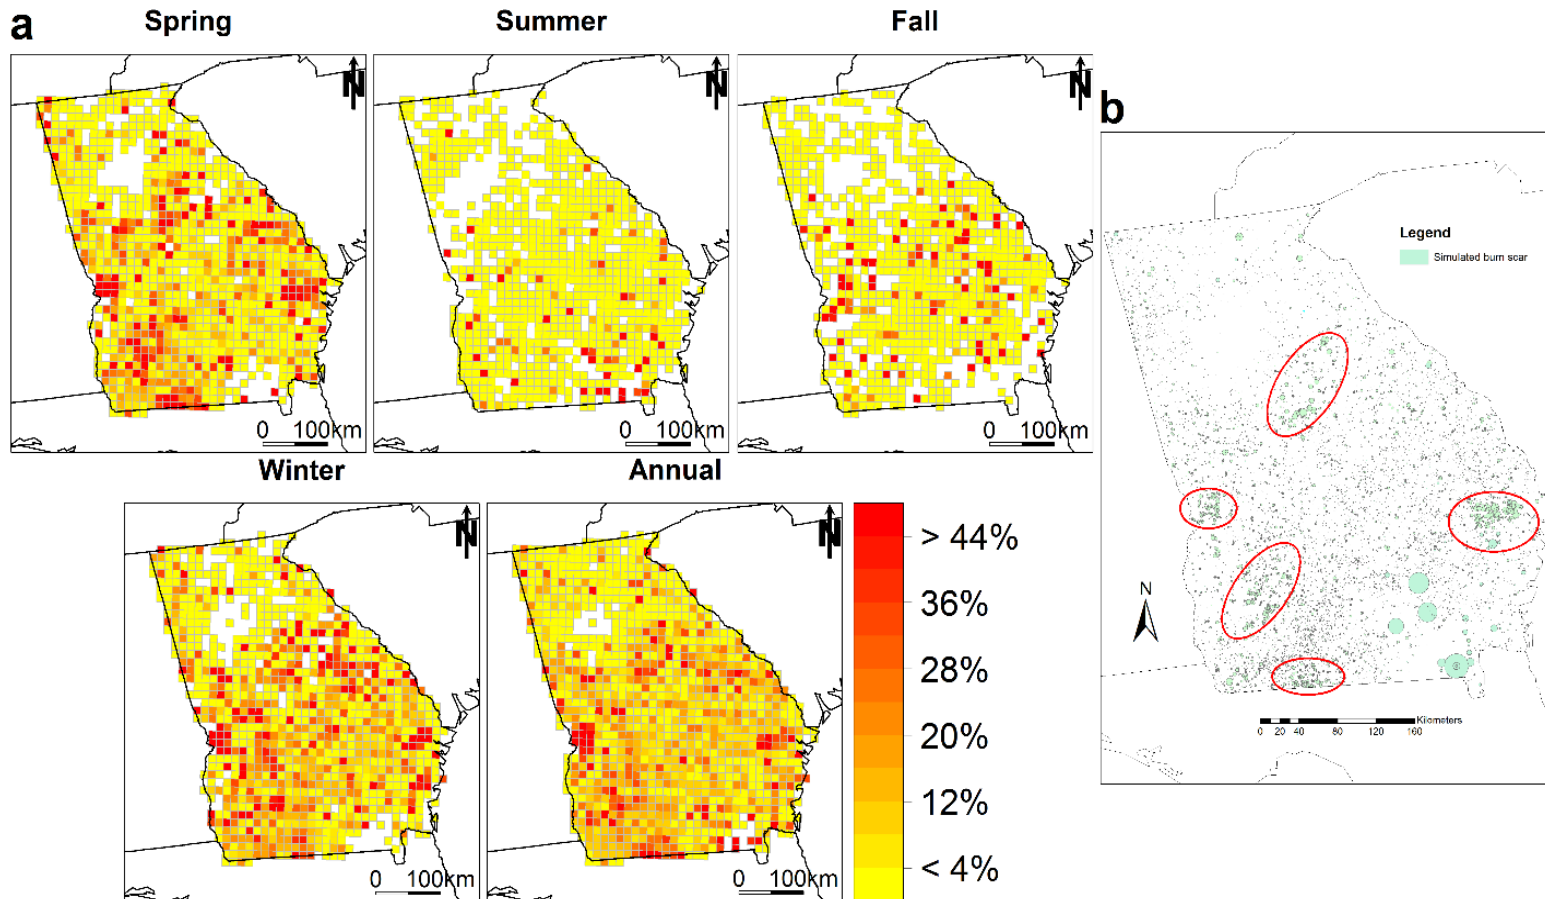 a
Spring
Summer
Fall
N
N
N
0 100km
0 100km
0 100km
Winter
Annual
N
N
0 100km
0 100km
> 44%
36%
28%
20%
12%
< 4%
b
Legend
Simulated burn scar
N
Kilometers
0 20 40 80 120 160